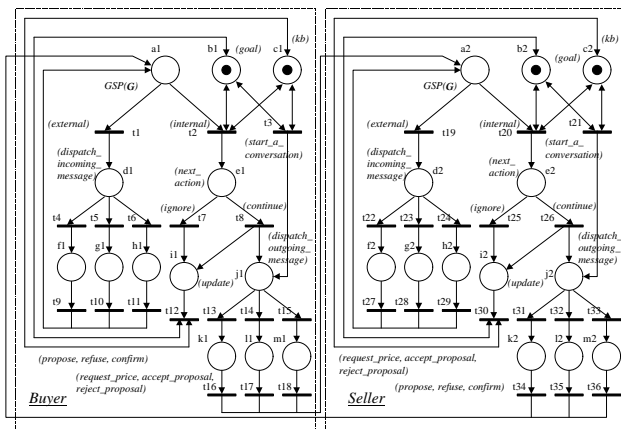 a1
b1
(goal)
c1
(kb)
GSP(G)
(external)
t1
(internal)
t2
t3
(start_a_
conversation)
(dispatch_
incoming_
message)
d1
(next_
action)
e1
t4
t5
t6
(ignore)
t7
(continue)
t8
f1
g1
h1
i1
(dispatch_
outgoing_
message)
j1
(update)
t9
t10
t11
t12
t13
t14
t15
k1
l1
m1
(propose, refuse, confirm)
(request_price, accept_proposal,
reject_proposal)
t16
t17
t18
Buyer
a2
b2
(goal)
c2
(kb)
GSP(G)
(external)
t19
(internal)
t20
t21
(start_a_
conversation)
(dispatch_
incoming_
message)
d2
(next_
action)
e2
t22
t23
t24
(ignore)
t25
(continue)
t26
f2
g2
h2
i2
(dispatch_
outgoing_
message)
j2
(update)
t27
t28
t29
t30
t31
t32
t33
k2
l2
m2
(request_price, accept_proposal,
reject_proposal)
(propose, refuse, confirm)
t34
t35
t36
Seller